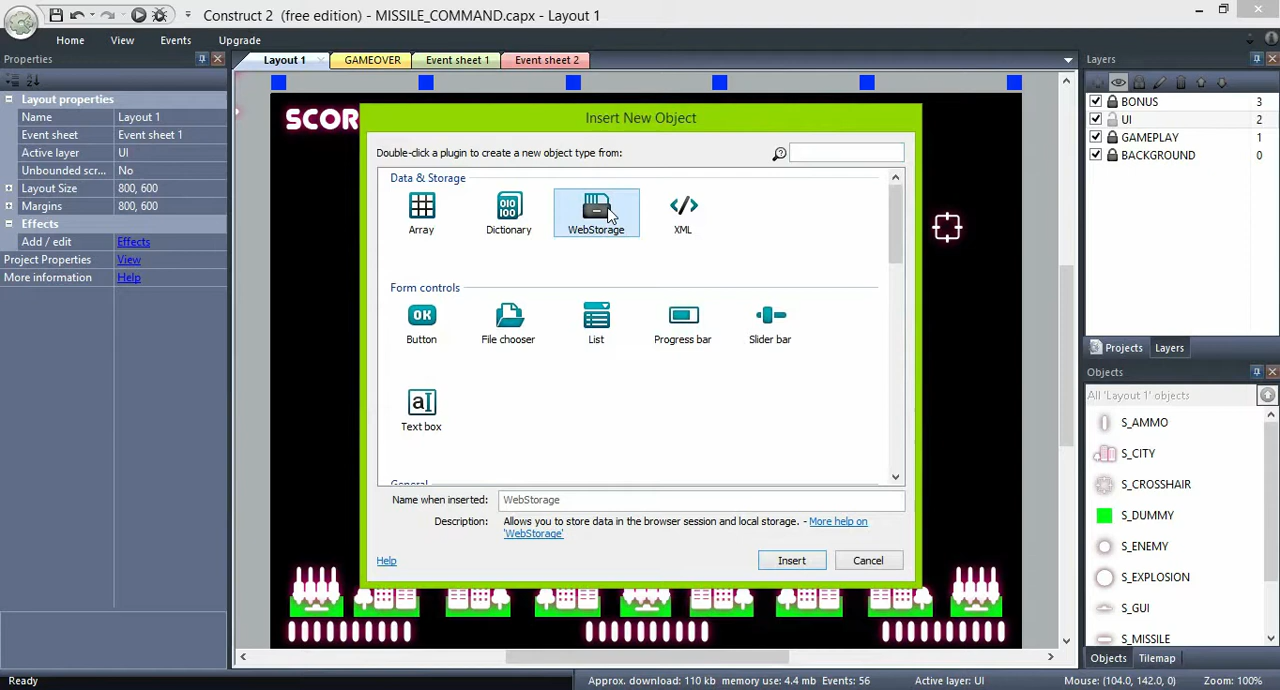 Construct 2 (free edition) - MISSILE_COMMAND.capx - Layout 1
Home
View
Events
Upgrade
Properties
Layout properties
Name
Layout 1
Event sheet
Event sheet 1
Active layer
UI
Unbounded scr...
No
Layout Size
800, 600
Margins
800, 600
Effects
Add / edit
Effects
Project Properties
View
More information
Help
Layout 1
GAMEOVER
Event sheet 1
Event sheet 2
SCOR
Insert New Object
Double-click a plugin to create a new object type from:
Data & Storage
Array
Dictionary
WebStorage
XML
Form controls
Button
File chooser
List
Progress bar
Slider bar
Text box
General
Name when inserted:
WebStorage
Description:
Allows you to store data in the browser session and local storage. - More help on
'WebStorage'
Help
Insert
Cancel
Layers
BONUS
3
UI
2
GAMEPLAY
1
BACKGROUND
0
Projects
Layers
Objects
All 'Layout 1' objects
S_AMMO
S_CITY
S_CROSSHAIR
S_DUMMY
S_ENEMY
S_EXPLOSION
S_GUI
S_MISSILE
Objects
Tilemap
Ready
Approx. download: 110 kb
memory use: 4.4 mb
Events: 56
Active layer: UI
Mouse: (104.0, 142.0, 0)
Zoom: 100%